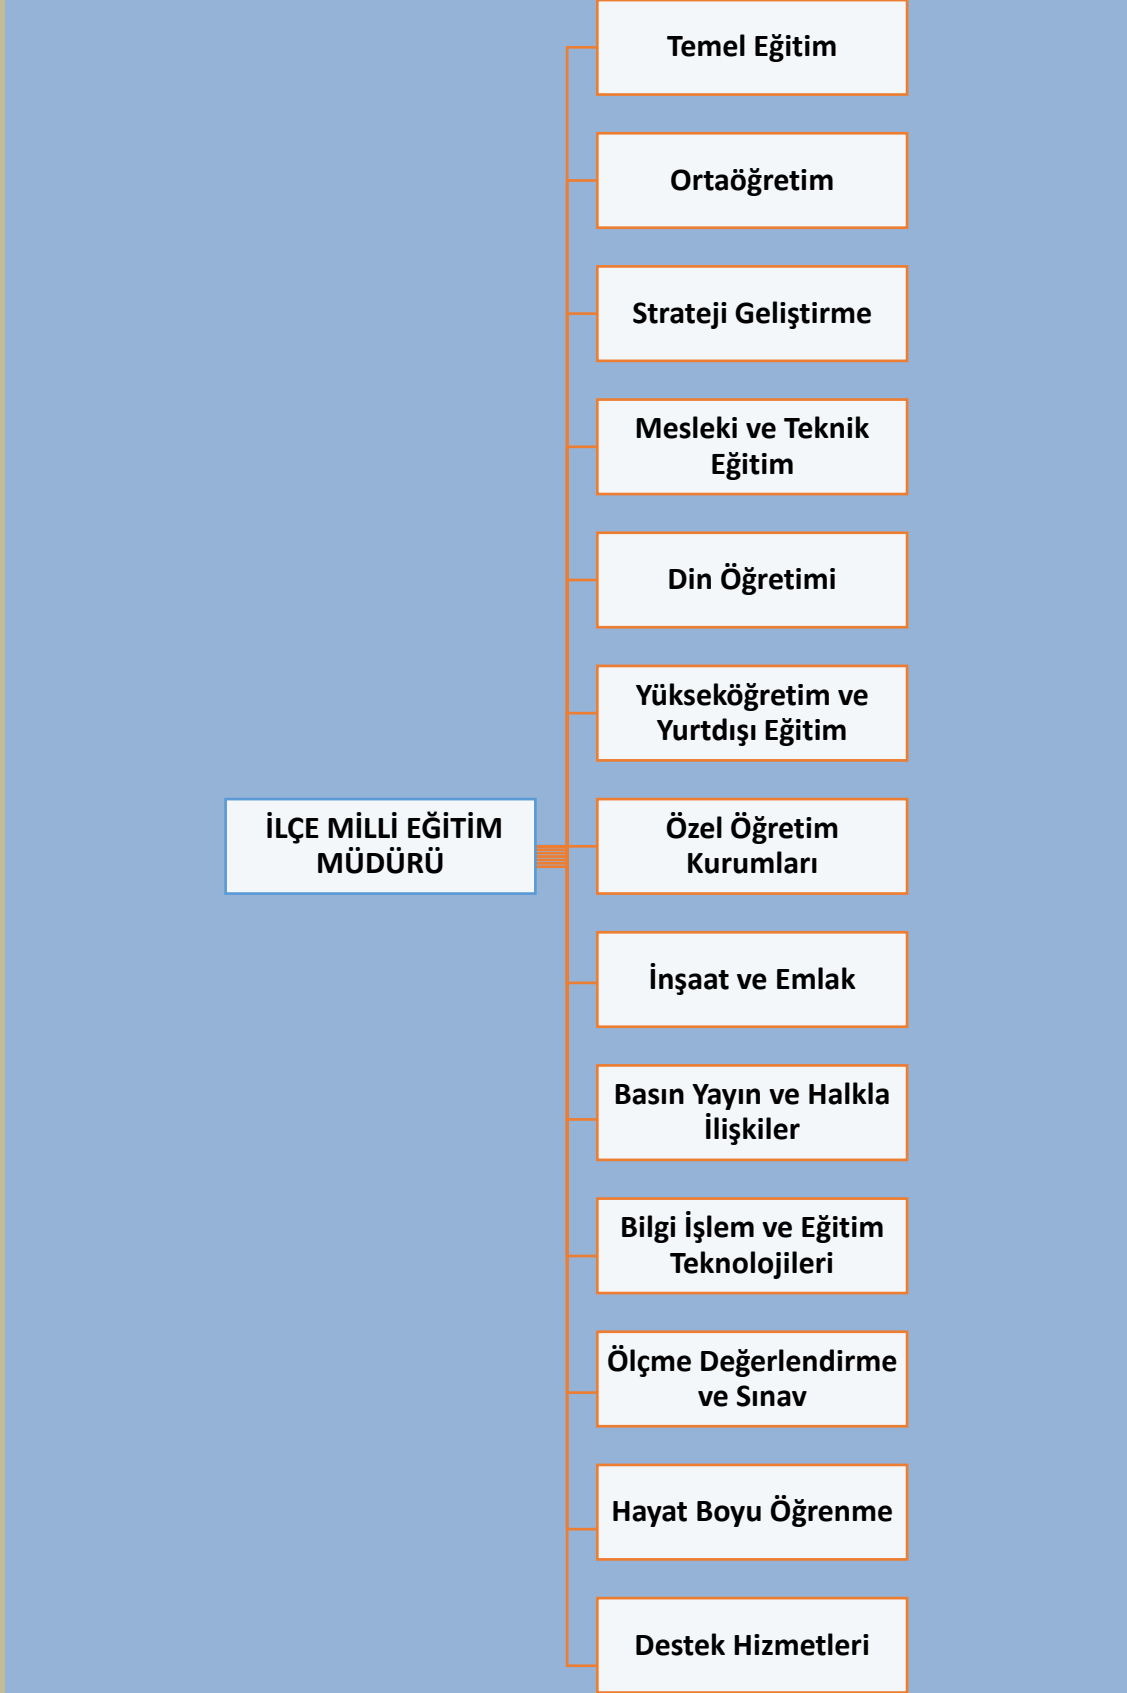 Temel Eğitim
Ortaöğretim
Strateji Geliştirme
Mesleki ve Teknik
Eğitim
Din Öğretimi
Yükseköğretim ve
Yurtdışı Eğitim
İLÇE MİLLİ EĞİTİM
MÜDÜRÜ
Özel Öğretim
Kurumları
İnşaat ve Emlak
Basın Yayın ve Halkla
İlişkiler
Bilgi İşlem ve Eğitim
Teknolojileri
Ölçme Değerlendirme
ve Sınav
Hayat Boyu Öğrenme
Destek Hizmetleri